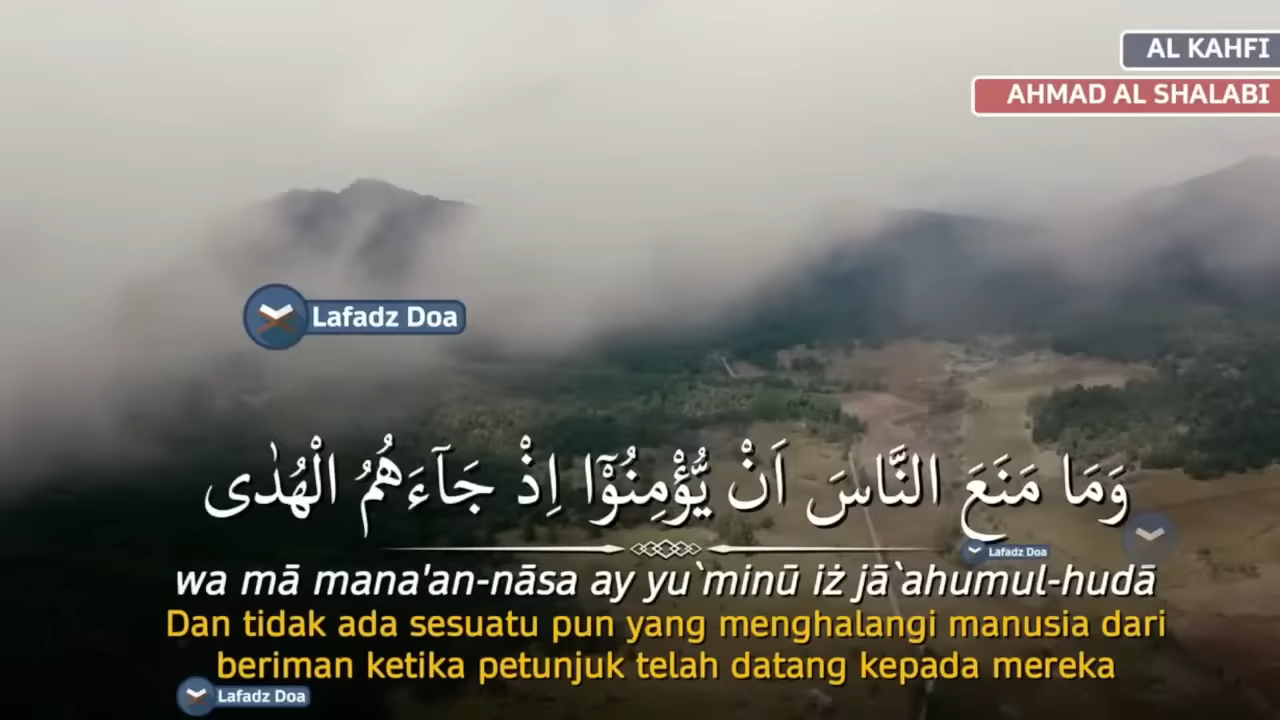 AL KAHFI
AHMAD AL SHALABI
Lafadz Doa
وَمَا مَنَعَ النَّاسَ اَنْ يُّؤْمِنُوْٓا اِذْ جَاۤءَهُمُ الْهُدٰى
Lafadz Doa
wa mā mana'an-nāsa ay yu`minū iż jā`ahumul-hudā
Dan tidak ada sesuatu pun yang menghalangi manusia dari
beriman ketika petunjuk telah datang kepada mereka
Lafadz Doa